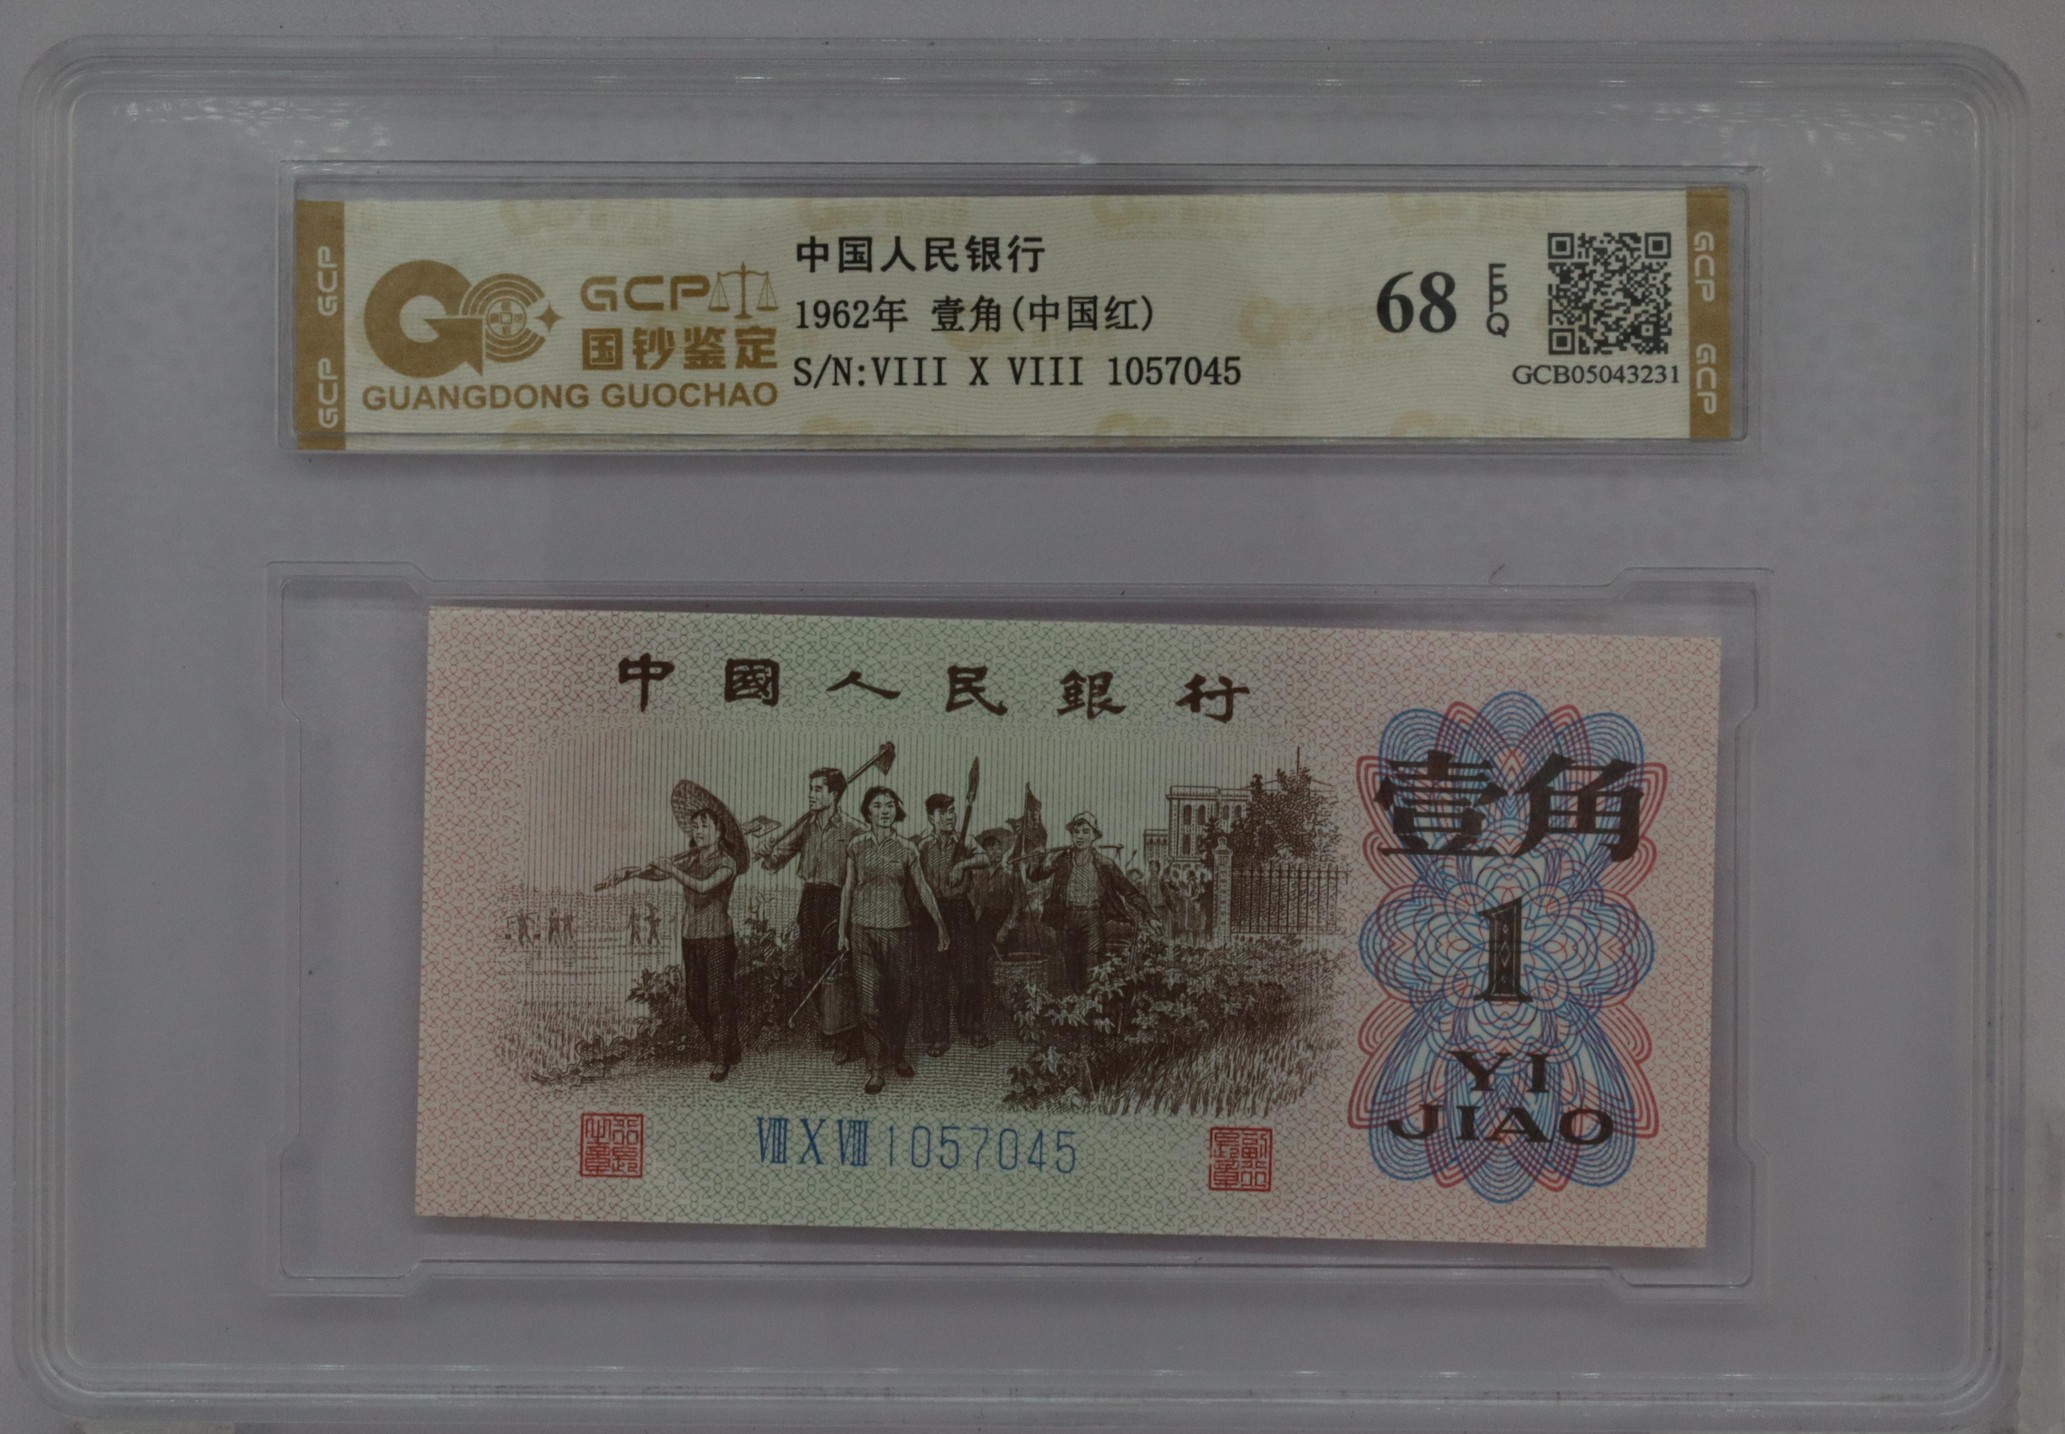 GCP
GCP
GCP
国钞鉴定
GUANGDONG GUOCHAO
中国人民银行
1962年 壹角(中国红)
S/N:VIII X VIII 1057045
68
EPQ
GCB05043231
GCP
GCP
中國人民銀行
壹角
1
YI
JIAO
VIII X VIII 1057045